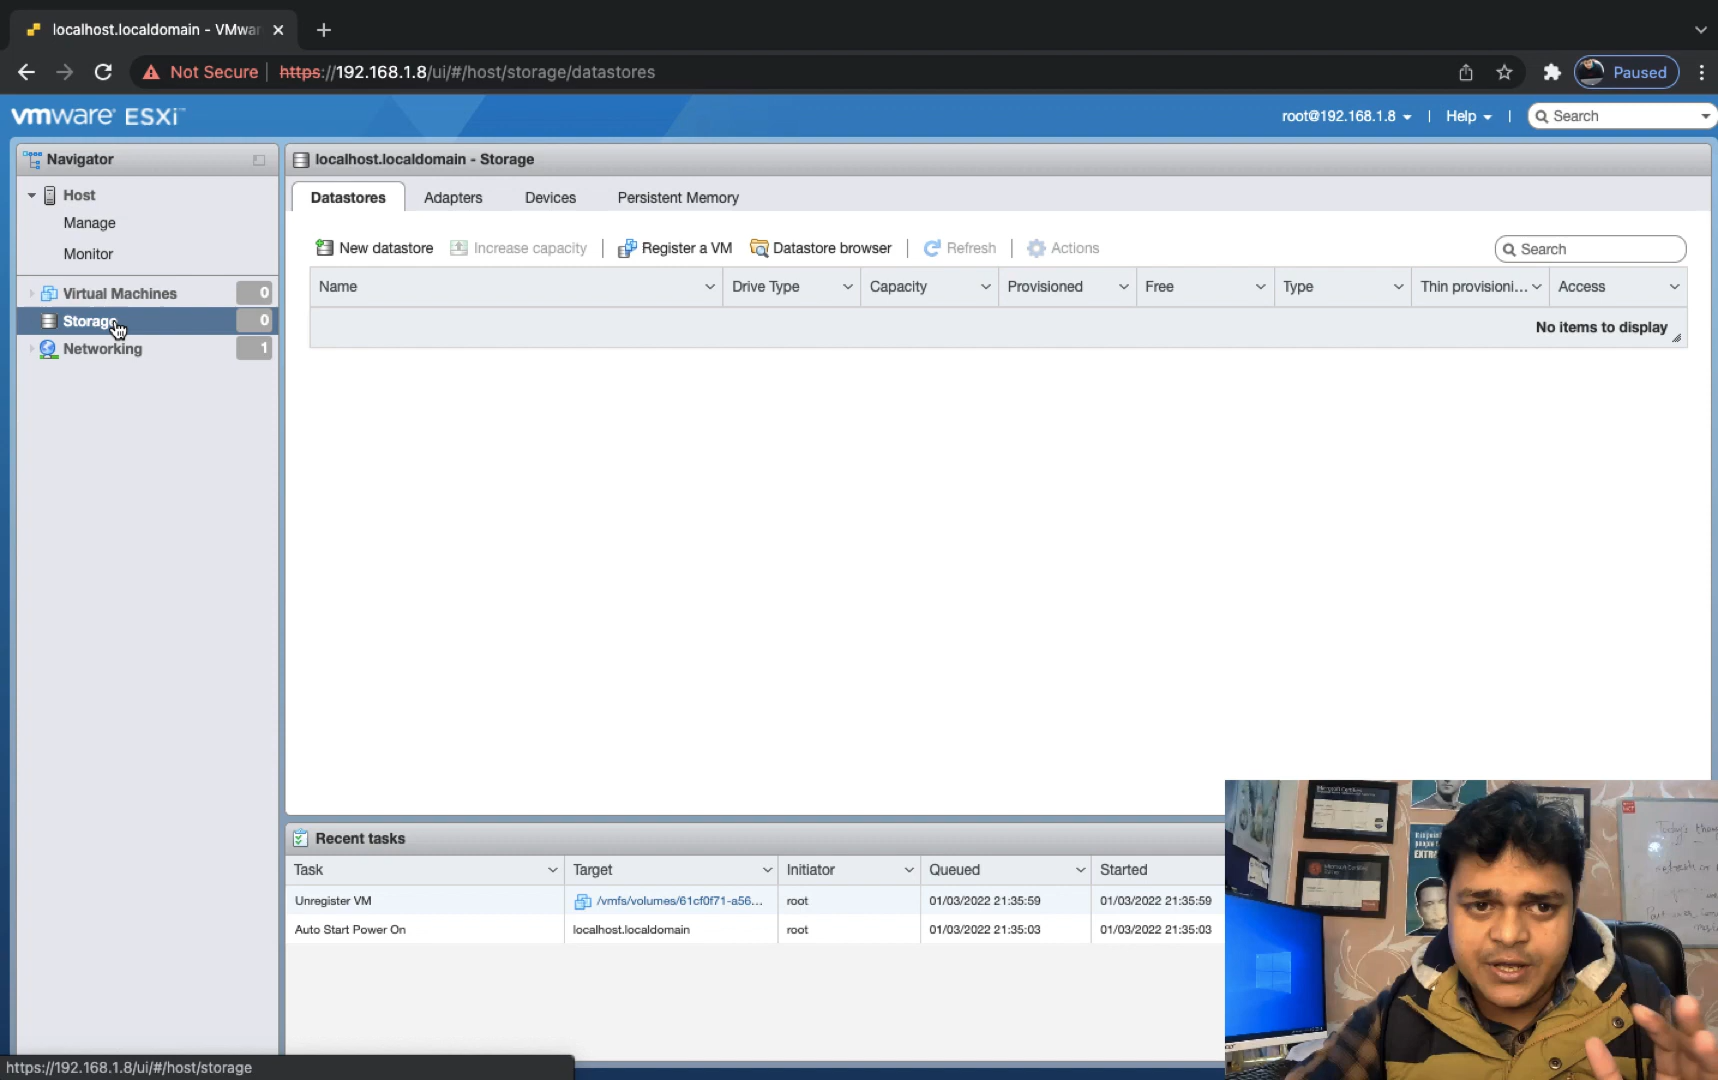 localhost.localdomain - VMwar
Not Secure
https://192.168.1.8/ui/#/host/storage/datastores
Paused
vmware ESXi™
root@192.168.1.8
|
Help
|
Search
Navigator
localhost.localdomain - Storage
Host
Manage
Monitor
Virtual Machines 0
Storage 0
Networking 1
Datastores Adapters Devices Persistent Memory
New datastore Increase capacity | Register a VM Datastore browser | Refresh | Actions
Search
Name Drive Type Capacity Provisioned Free Type Thin provisioni... Access
No items to display
Recent tasks
Task Target Initiator Queued Started
Unregister VM /vmfs/volumes/61cf0f71-a56... root 01/03/2022 21:35:59 01/03/2022 21:35:59
Auto Start Power On localhost.localdomain root 01/03/2022 21:35:03 01/03/2022 21:35:03
https://192.168.1.8/ui/#/host/storage
EXTRA
Today's